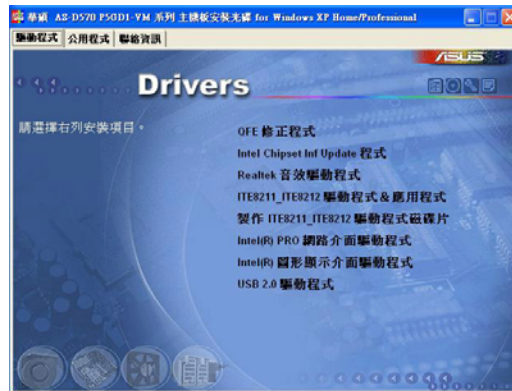 華碩 AS-D570 P5GD1-VM 系列 主機板安裝光碟 for Windows XP Home/Professional
驅動程式 公用程式 聯絡資訊
ASUS
Drivers
請選擇右列安裝項目。
QFE 修正程式
Intel Chipset Inf Update 程式
Realtek 音效驅動程式
ITE8211_ITE8212 驅動程式 & 應用程式
製作 ITE8211_ITE8212 驅動程式磁碟片
Intel(R) PRO 網路介面驅動程式
Intel(R) 圖形顯示介面驅動程式
USB 2.0 驅動程式